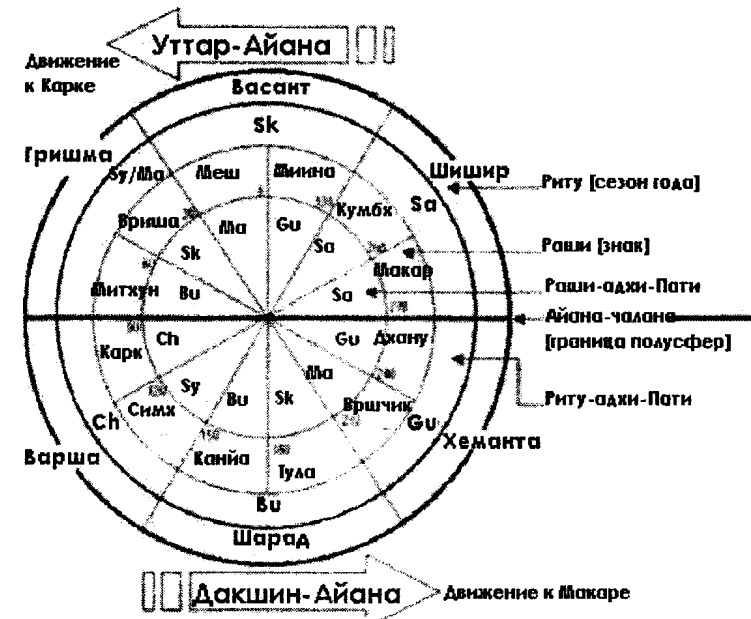 Уттар-Айана
Движение
к Карке
Васант
Sk
Гришма
Sy/Ma
Меш
Миина
Шишир
Риту [сезон года]
Вриша
Ma
Gu
Кумбх
Sa
Sk
Sa
Раши [знак]
Макар
Митхун
Bu
Sa
Раши-адхи-Пати
Айана-чалана
[граница полусфер]
Карк
Ch
Gu
Дхану
Ma
Симх
Sy
Bu
Sk
Вршчик
Риту-адхи-Пати
Ch
Gu
Хеманта
Варша
Канйа
Тула
Bu
Шарад
Дакшин-Айана
Движение к Макаре